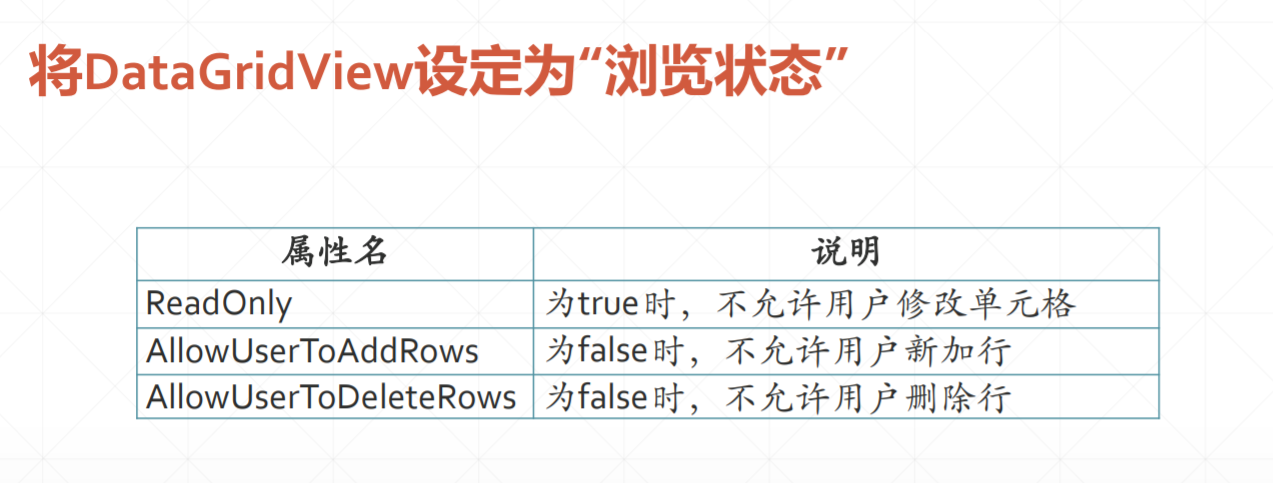 将DataGridView设定为“浏览状态”
属性名 说明
ReadOnly 为true时，不允许用户修改单元格
AllowUserToAddRows 为false时，不允许用户新加行
AllowUserToDeleteRows 为false时，不允许用户删除行